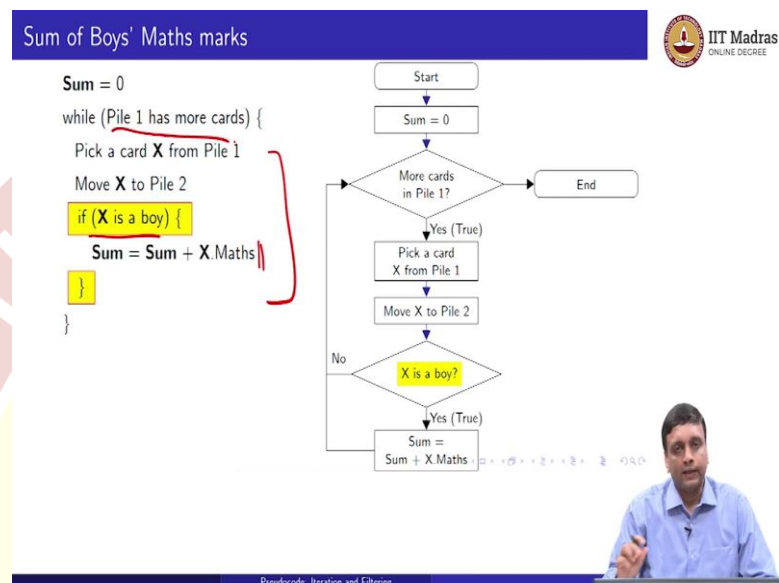 Sum of Boys' Maths marks
IIT Madras
ONLINE DEGREE
Sum = 0
while (Pile 1 has more cards) {
Pick a card X from Pile 1
Move X to Pile 2
if (X is a boy) {
Sum = Sum + X.Maths
}
}
Start
Sum = 0
More cards
in Pile 1?
End
Yes (True)
Pick a card
X from Pile 1
Move X to Pile 2
No
X is a boy?
Yes (True)
Sum =
Sum + X.Maths
Pseudocode: Iteration and Filtering